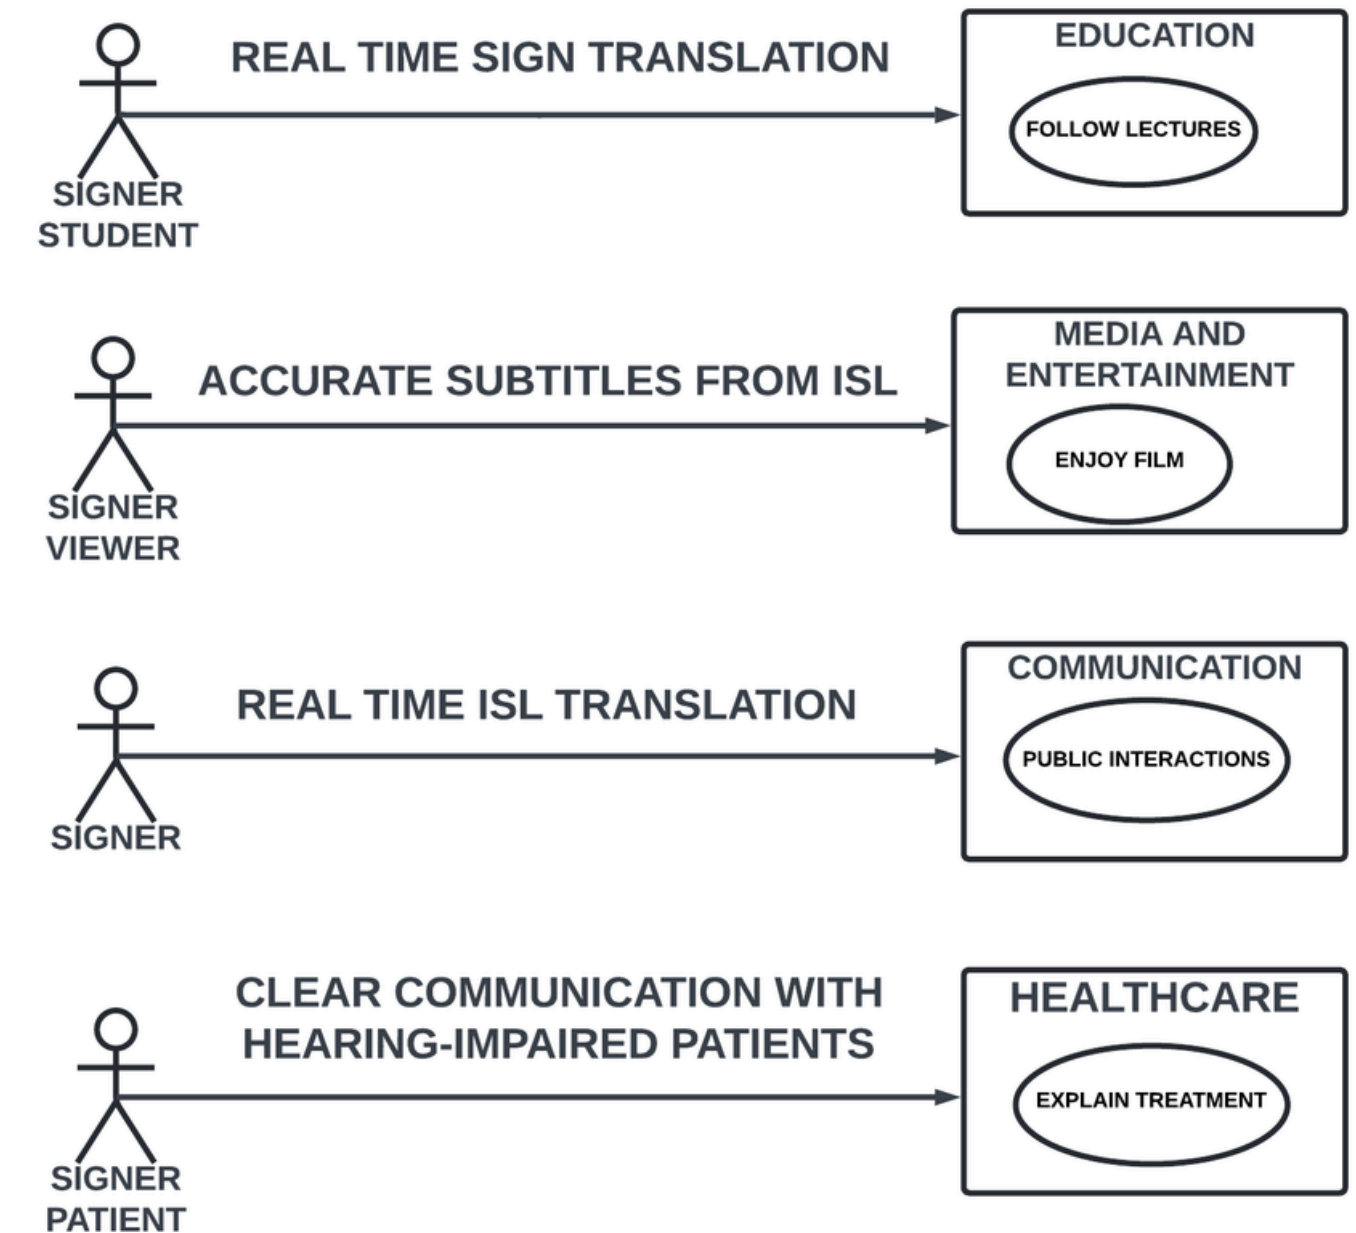 REAL TIME SIGN TRANSLATION
EDUCATION
FOLLOW LECTURES
SIGNER
STUDENT
ACCURATE SUBTITLES FROM ISL
MEDIA AND
ENTERTAINMENT
ENJOY FILM
SIGNER
VIEWER
REAL TIME ISL TRANSLATION
COMMUNICATION
PUBLIC INTERACTIONS
SIGNER
CLEAR COMMUNICATION WITH
HEARING-IMPAIRED PATIENTS
HEALTHCARE
EXPLAIN TREATMENT
SIGNER
PATIENT